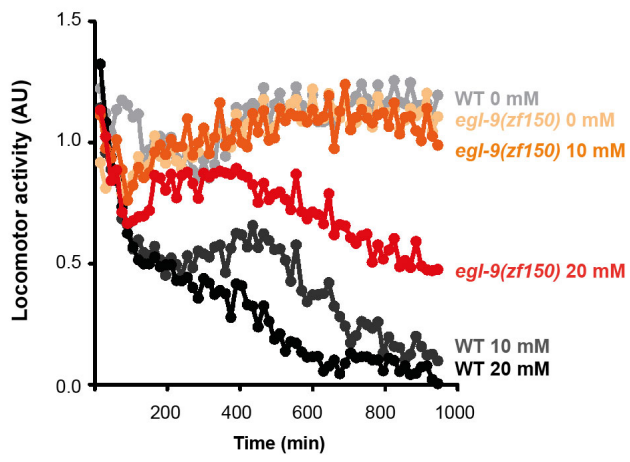 1.5
1.0
0.5
0.0
Locomotor activity (AU)
200 400 600 800 1000
Time (min)
WT 0 mM
egl-9(zf150) 0 mM
egl-9(zf150) 10 mM
egl-9(zf150) 20 mM
WT 10 mM
WT 20 mM